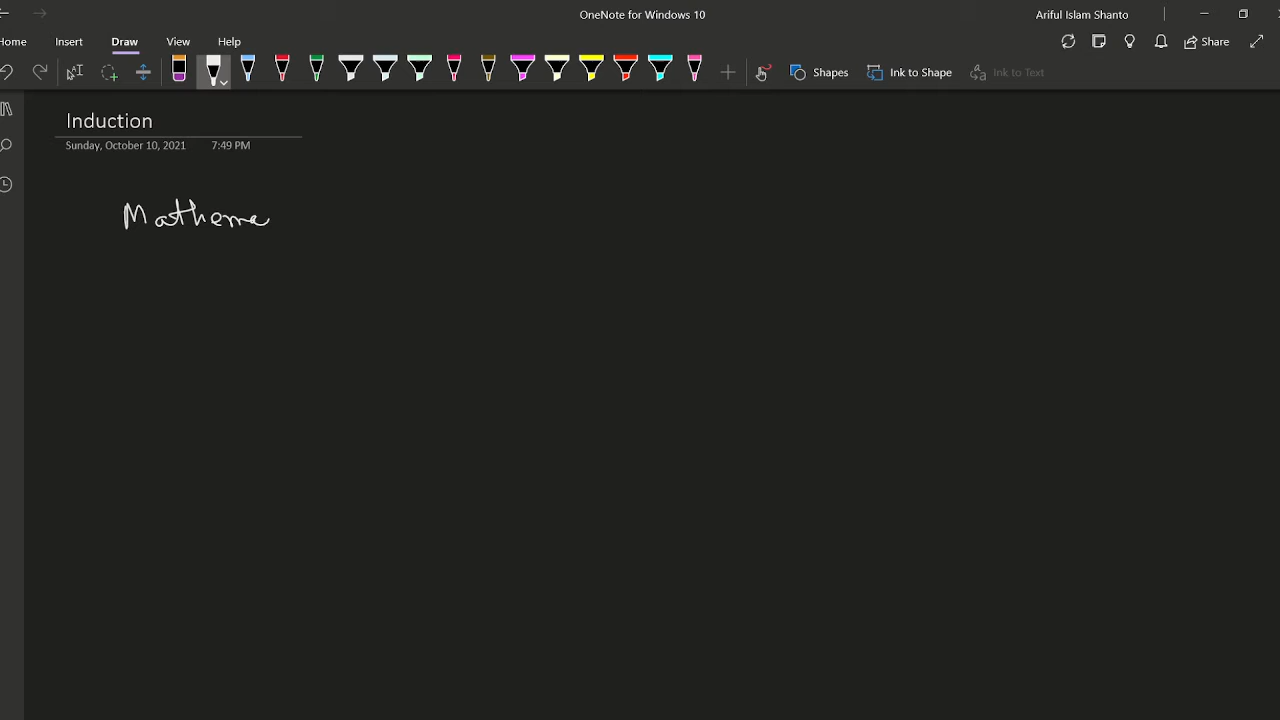 OneNote for Windows 10
Ariful Islam Shanto
Home Insert Draw View Help
Share
Shapes Ink to Shape Ink to Text
Induction
Sunday, October 10, 2021 7:49 PM
Mathema